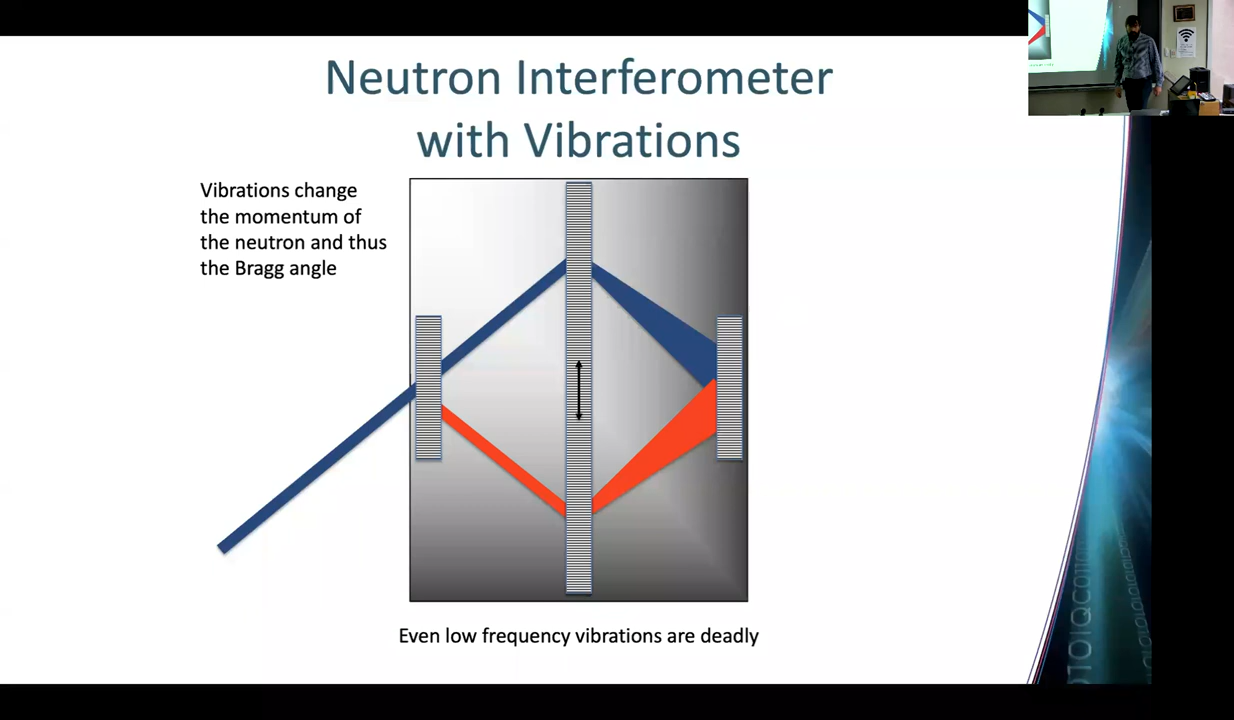 Neutron Interferometer
with Vibrations
Vibrations change
the momentum of
the neutron and thus
the Bragg angle
Even low frequency vibrations are deadly